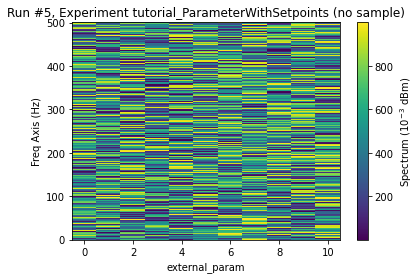 Run #5, Experiment tutorial_ParameterWithSetpoints (no sample)
500
400
300
200
100
0
Freq Axis (Hz)
0 2 4 6 8 10
external_param
800
600
400
200
Spectrum (10⁻³ dBm)